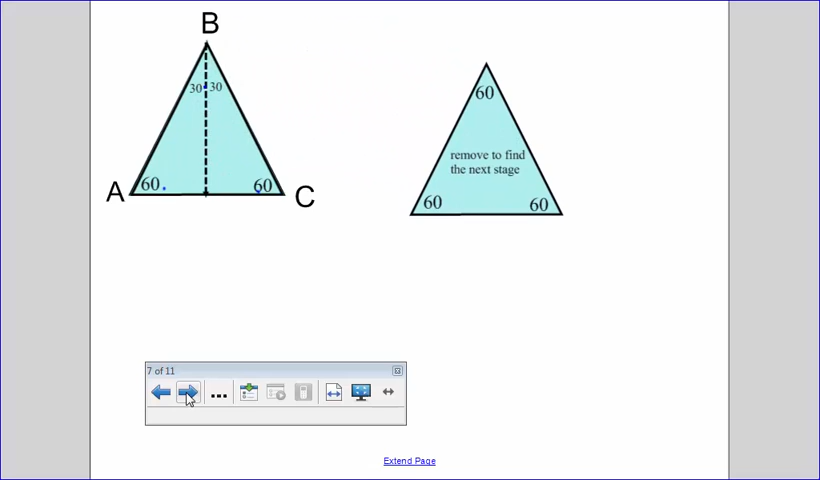 B
30 30
60
60
A
C
60
remove to find
the next stage
60
60
7 of 11
...
Extend Page